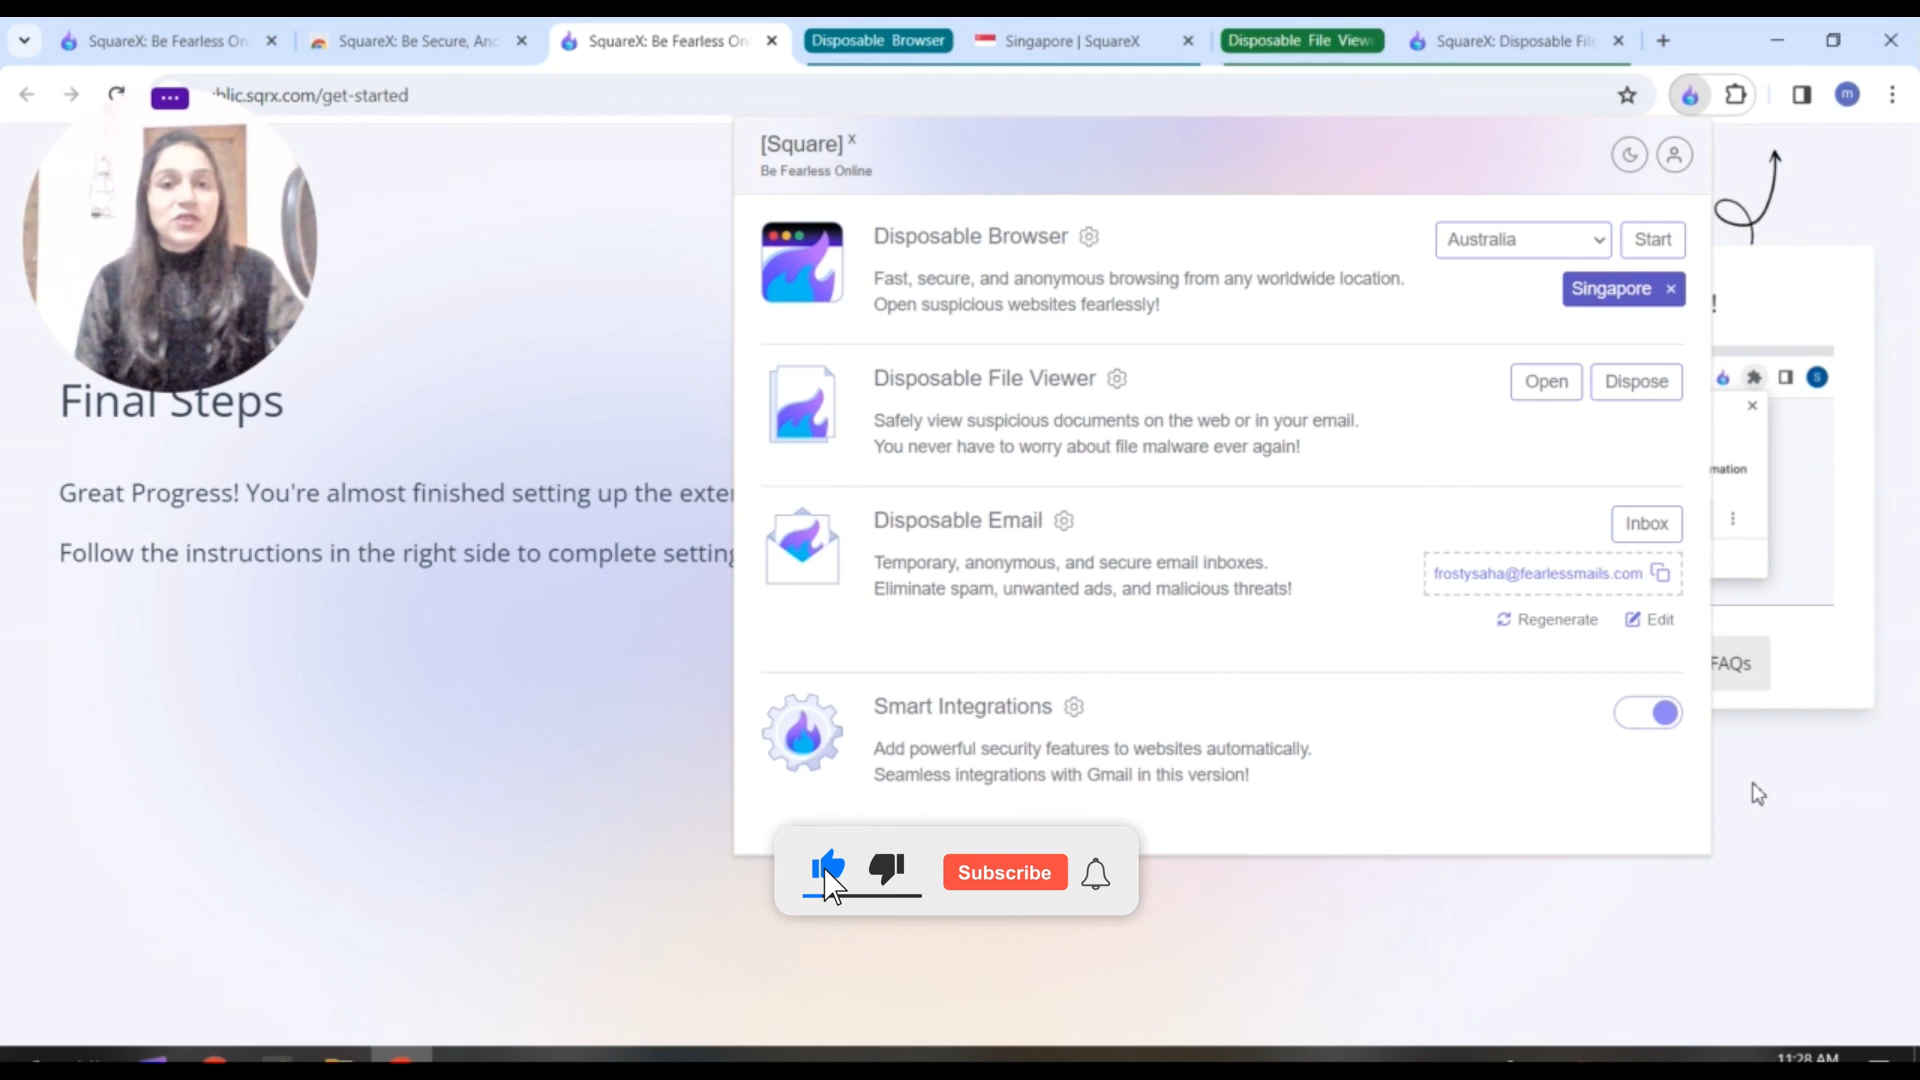 SquareX: Be Fearless On
SquareX: Be Secure, Anc
SquareX: Be Fearless On
Disposable Browser
Singapore | SquareX
Disposable File View
SquareX: Disposable File
blic.sqrx.com/get-started
m
[Square] X
Be Fearless Online
Disposable Browser
Australia
Start
Fast, secure, and anonymous browsing from any worldwide location.
Open suspicious websites fearlessly!
Singapore ×
!
Final Steps
Great Progress! You're almost finished setting up the exte
Follow the instructions in the right side to complete setting
Disposable File Viewer
Open
Dispose
Safely view suspicious documents on the web or in your email.
You never have to worry about file malware ever again!
S
mation
Disposable Email
Inbox
Temporary, anonymous, and secure email inboxes.
Eliminate spam, unwanted ads, and malicious threats!
frostysaha@fearlessmails.com
Regenerate
Edit
FAQs
Smart Integrations
Add powerful security features to websites automatically.
Seamless integrations with Gmail in this version!
Subscribe
11:28 AM